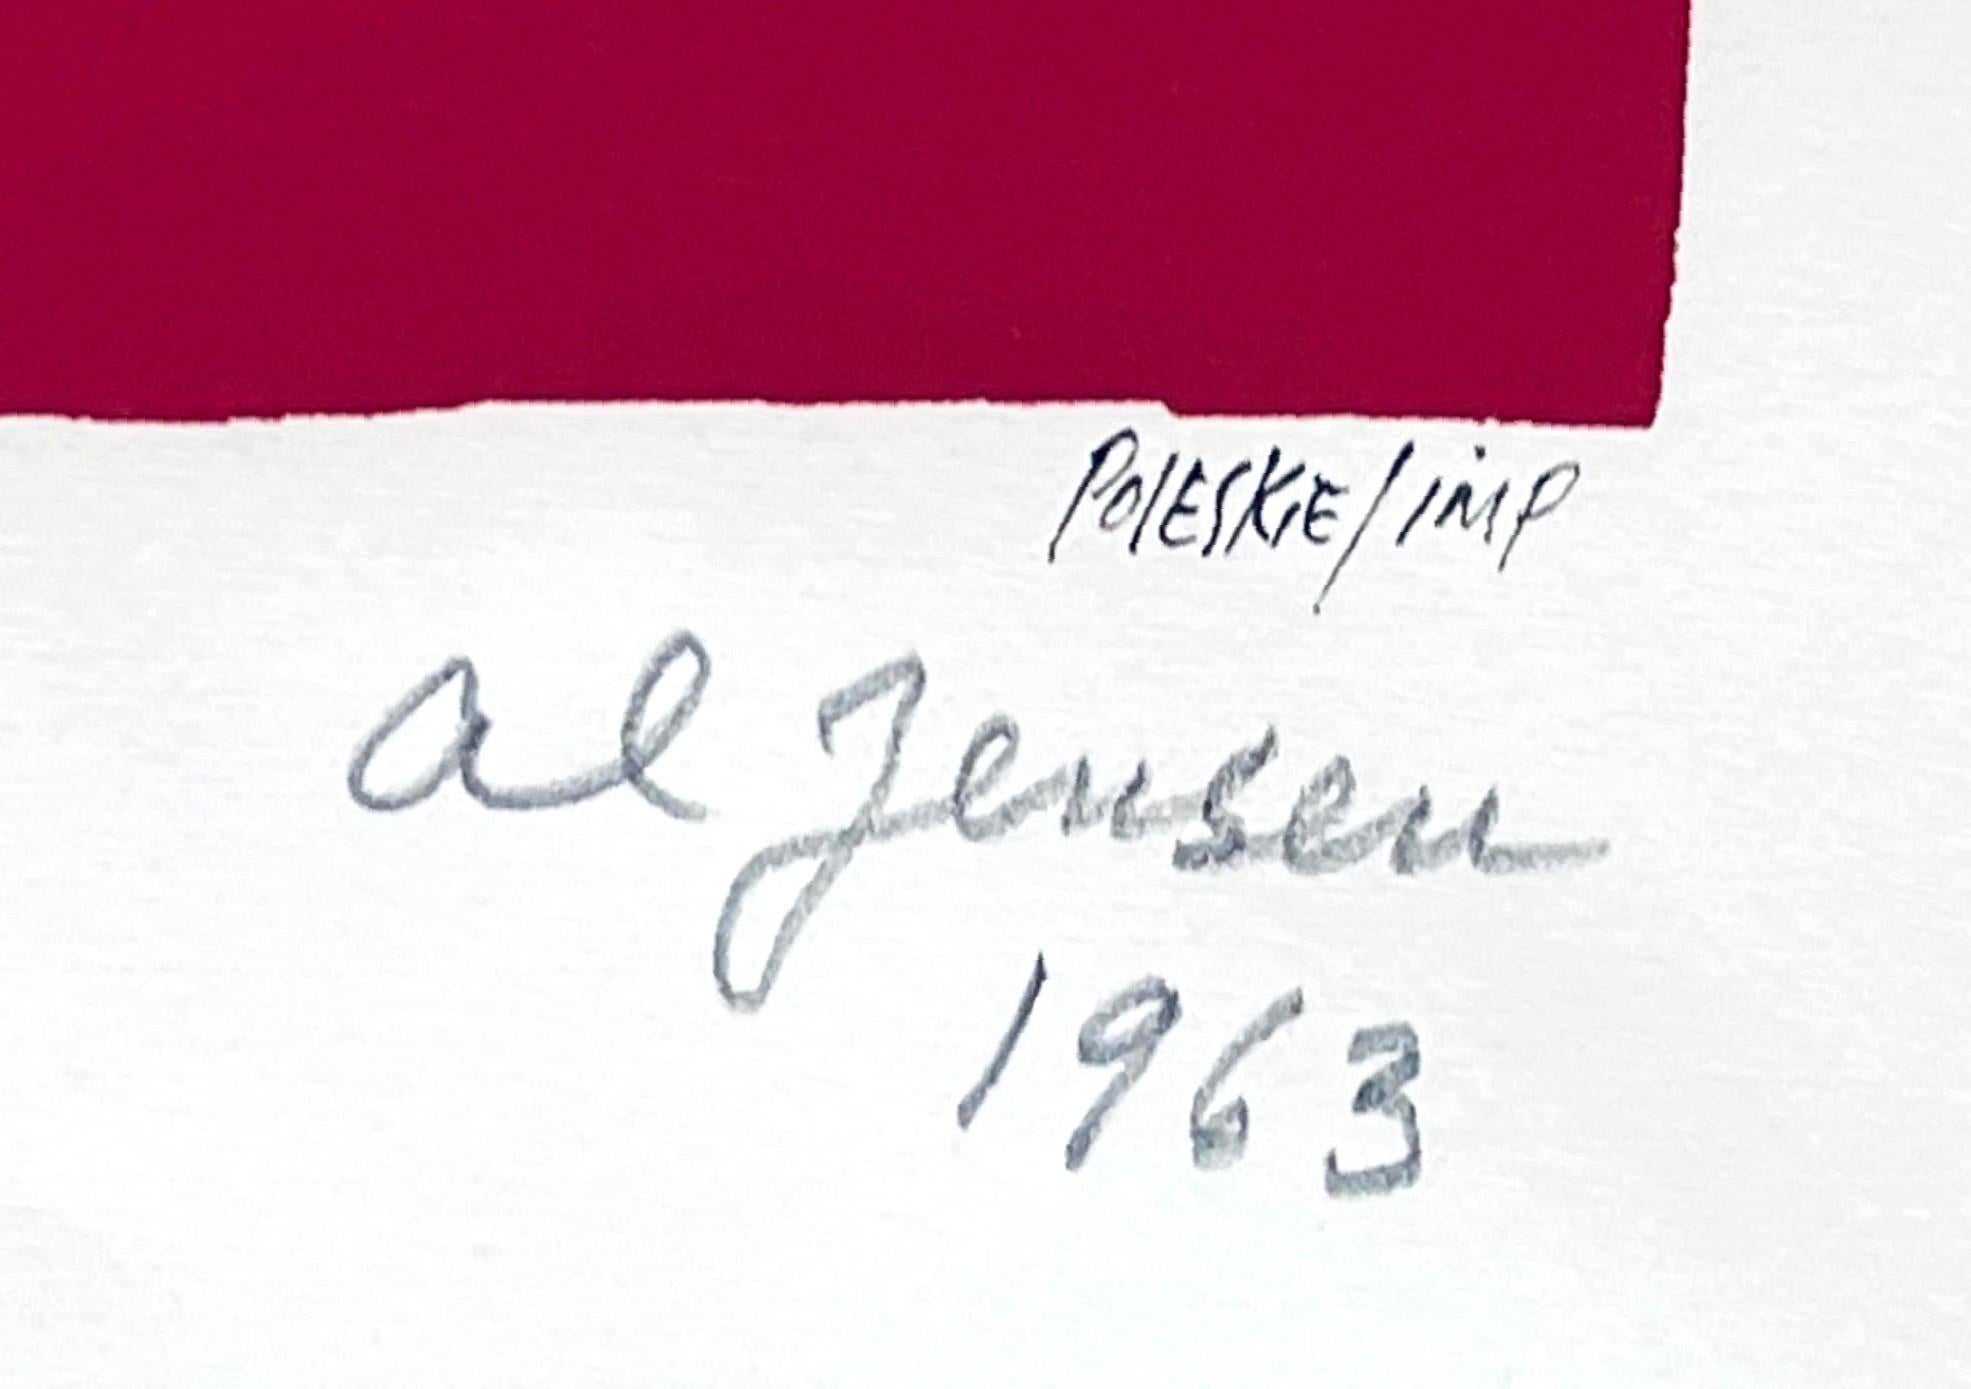 POlESKIE/imp
al Jensen
1963